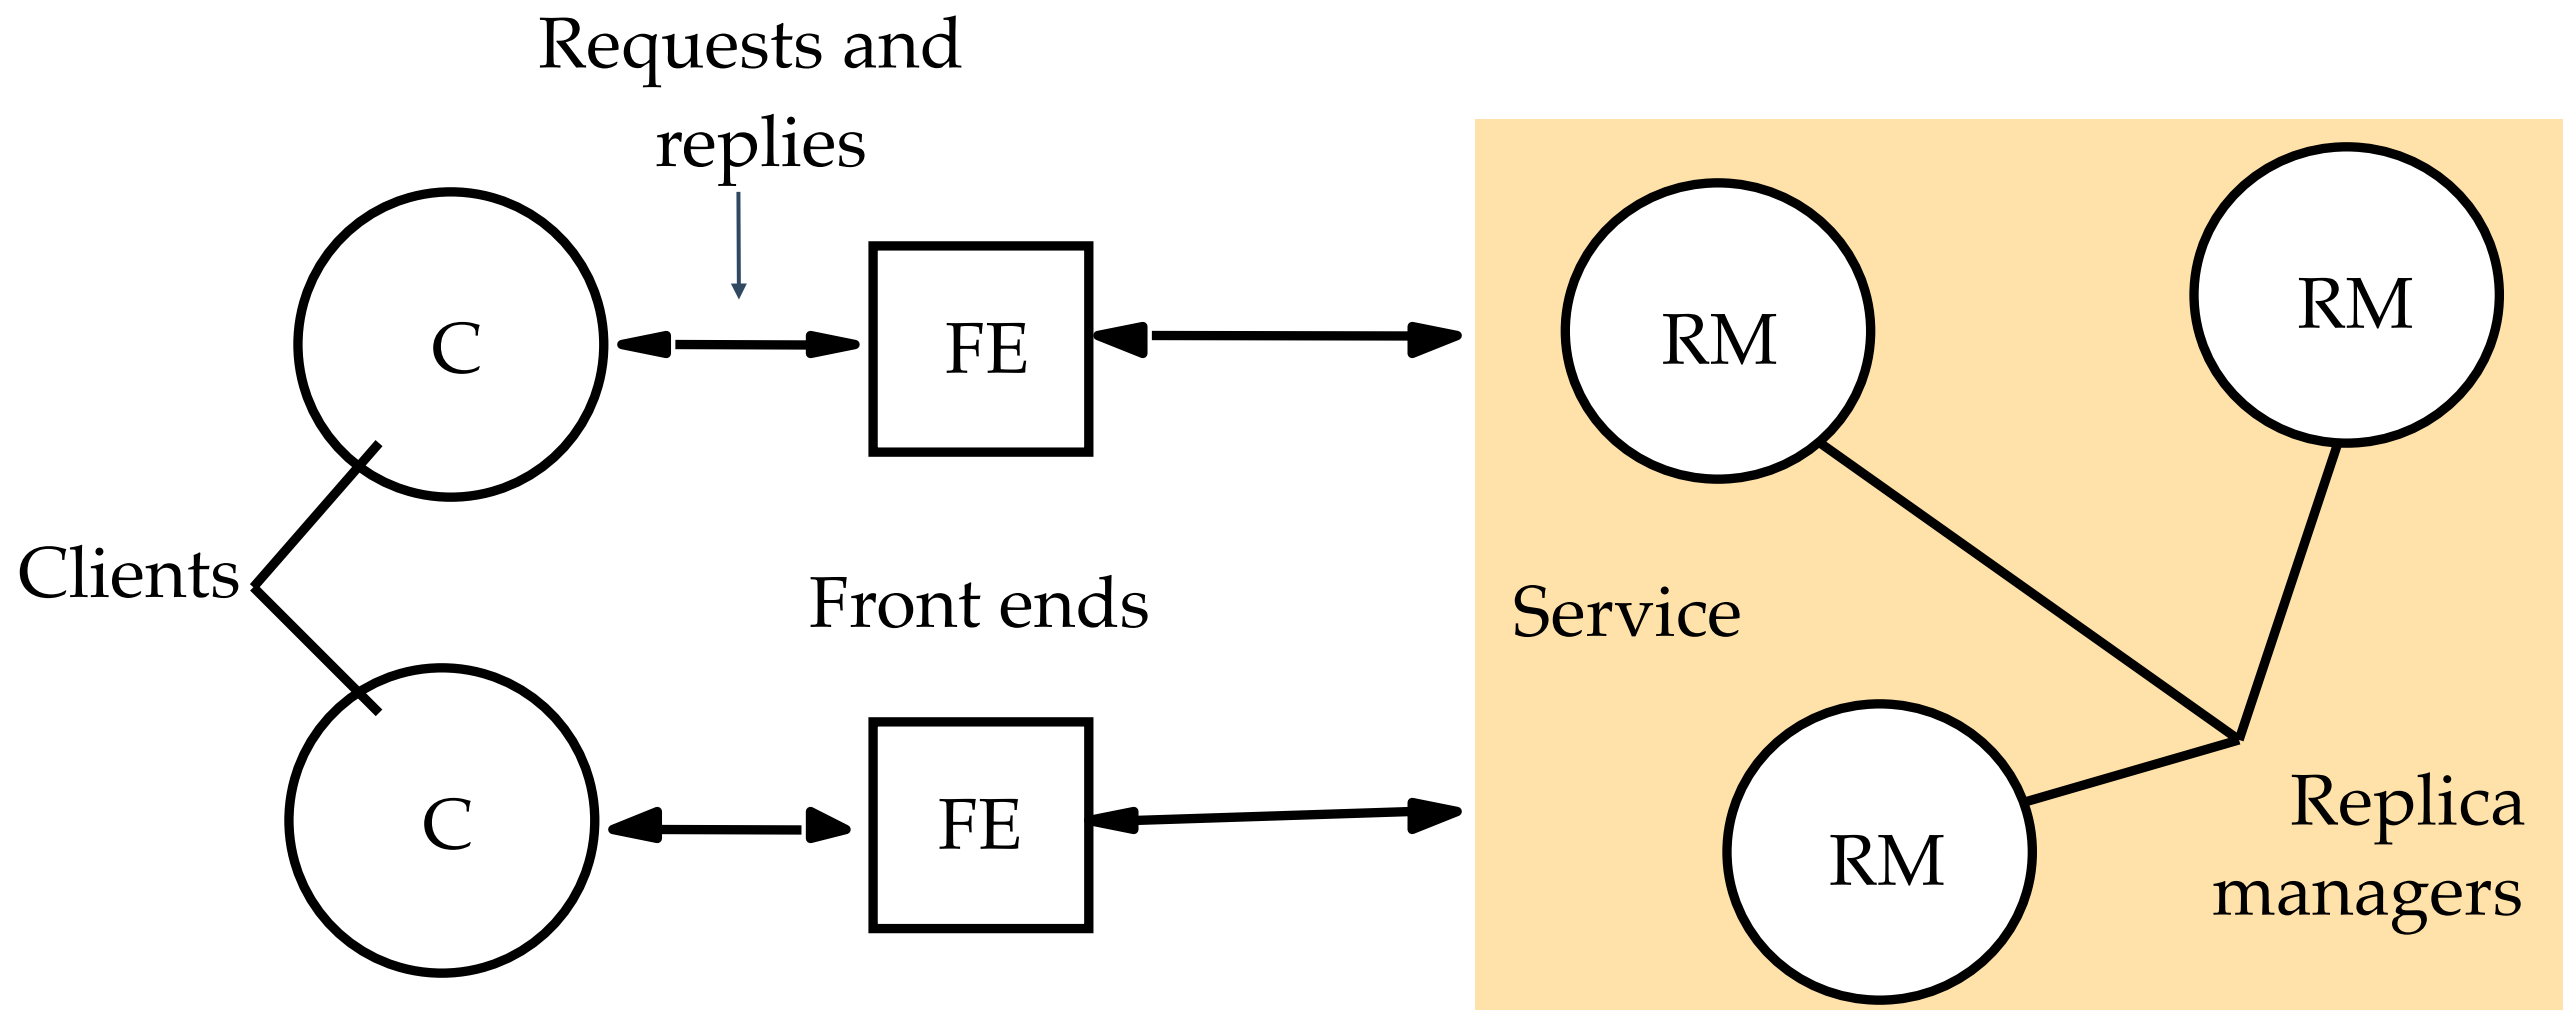 Requests and
replies
C
FE
RM
RM
Clients
Front ends
Service
C
FE
RM
Replica
managers